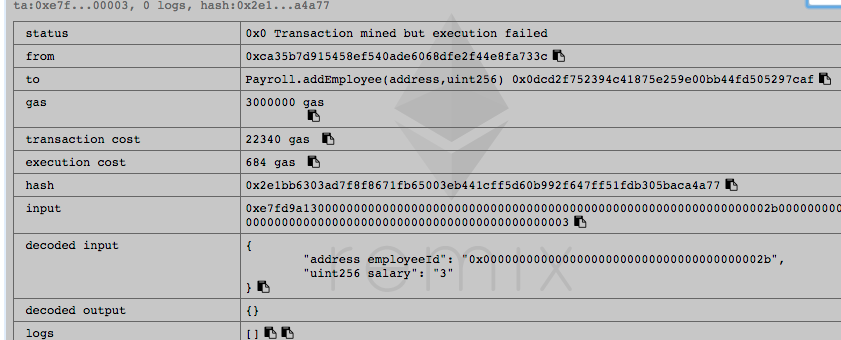 ta:0xe7f...00003, 0 logs, hash:0x2e1...a4a77
status 0x0 Transaction mined but execution failed
from 0xca35b7d915458ef540ade6068dfe2f44e8fa733c
to Payroll.addEmployee(address,uint256) 0x0dcd2f752394c41875e259e00bb44fd505297caf
gas 3000000 gas
transaction cost 22340 gas
execution cost 684 gas
hash 0x2e1bb6303ad7f8f8671fb65003eb441cff5d60b992f647ff51fdb305baca4a77
input 0xe7fd9a13000000000000000000000000000000000000000000000000000000000000002b000000000
000000000000000000000000000000000000000000003
decoded input {
"address employeeId": "0x000000000000000000000000000000000000002b",
"uint256 salary": "3"
}
remix
decoded output {}
logs []